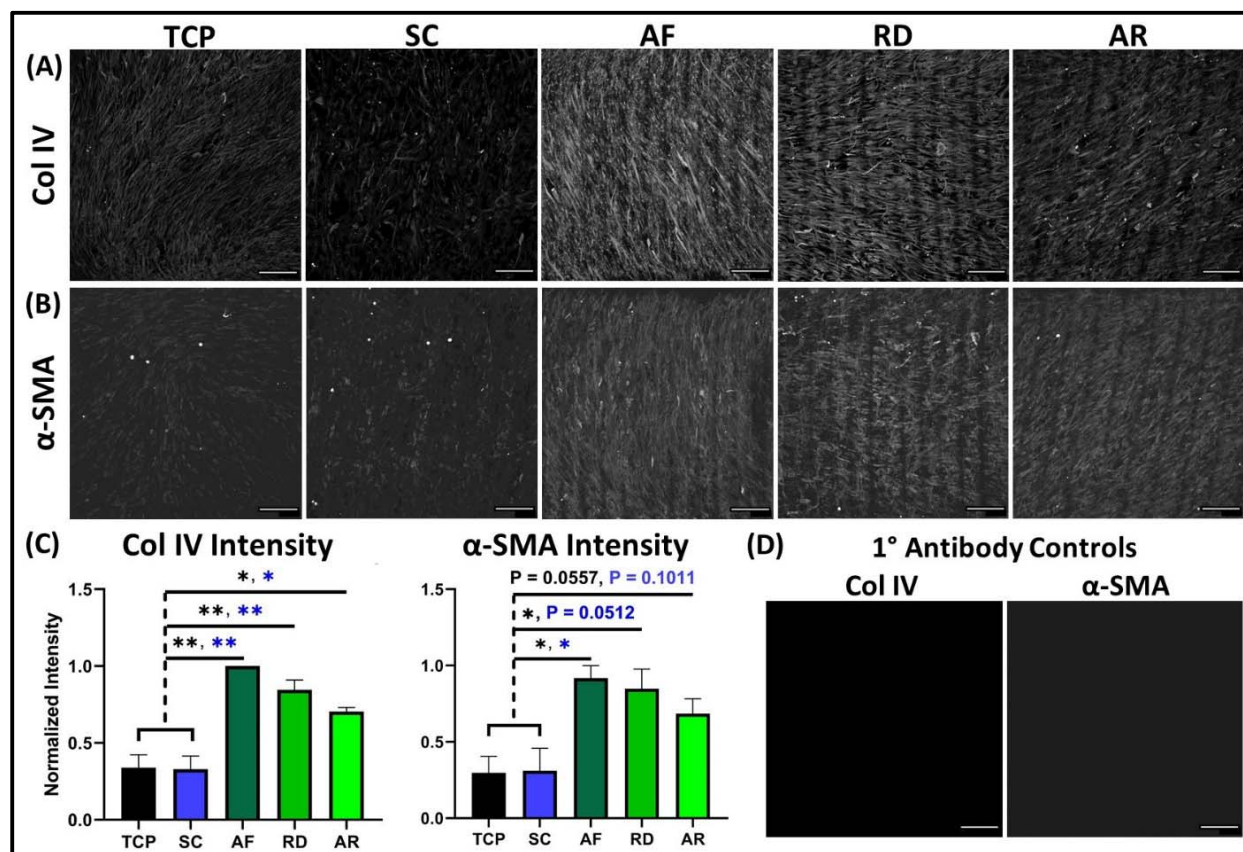 TCP SC AF RD AR
(A)
Col IV
(B)
α-SMA
(C) Col IV Intensity
Normalized Intensity
1.5
1.0
0.5
0.0
*, *
**, **
**, **
TCP SC AF RD AR
α-SMA Intensity
P = 0.0557, P = 0.1011
1.5
1.0
0.5
0.0
*, P = 0.0512
*, *
TCP SC AF RD AR
(D) 1° Antibody Controls
Col IV α-SMA